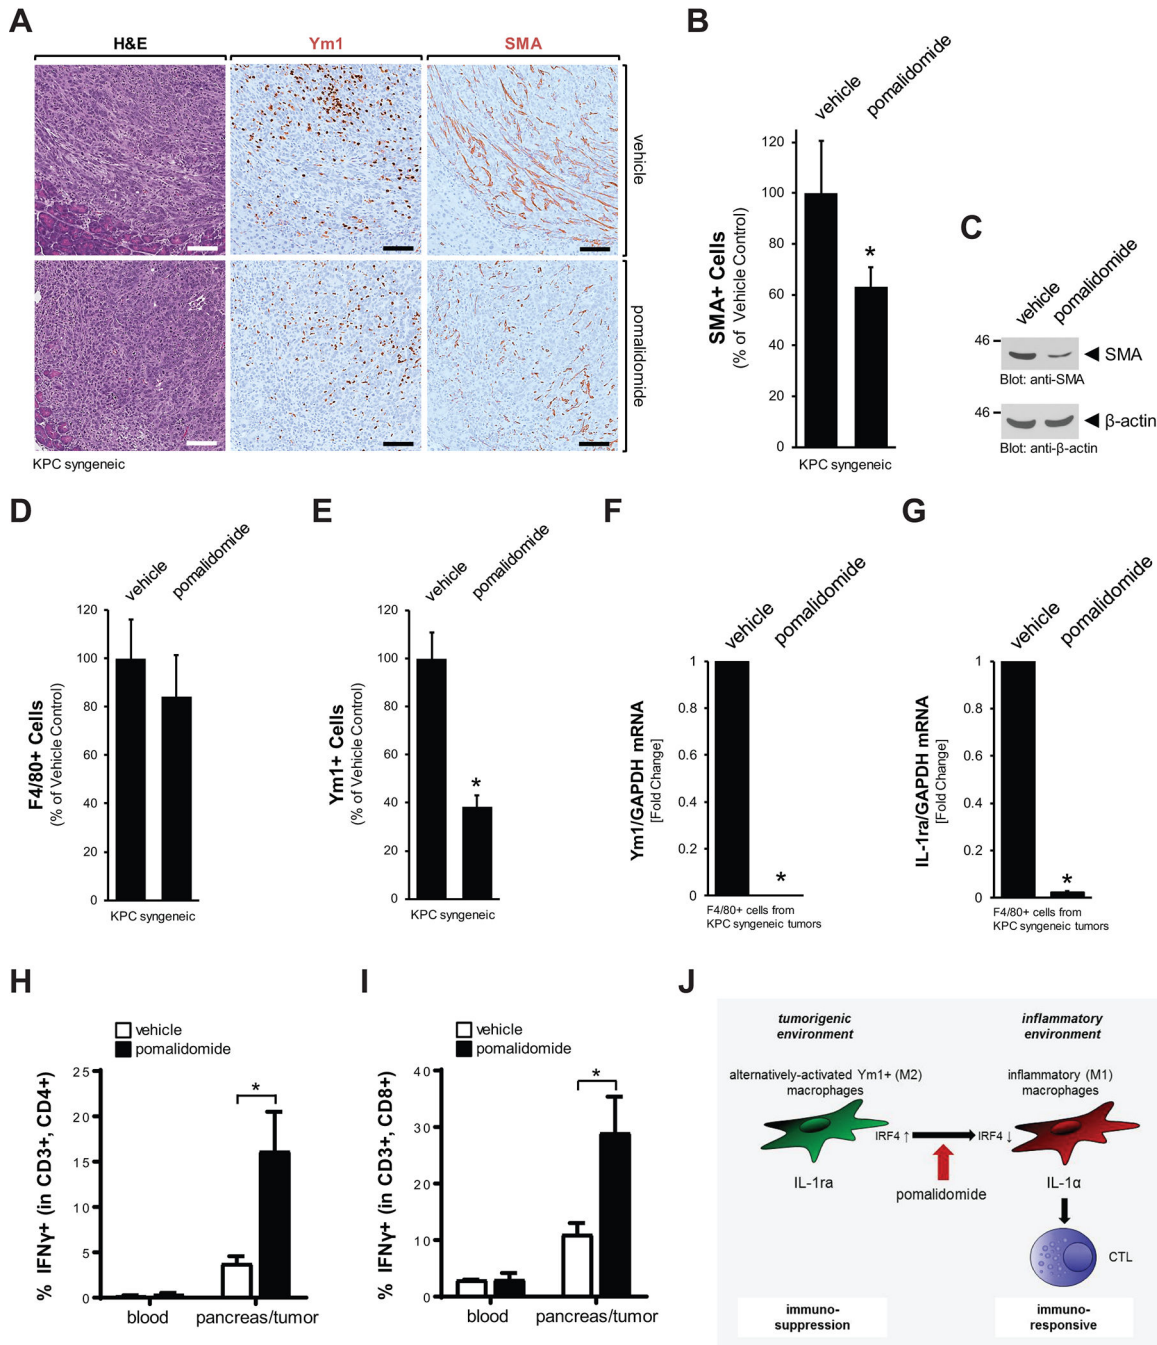 A
H&E
Ym1
SMA
vehicle
pomalidomide
KPC syngeneic
B
vehicle
pomalidomide
SMA+ Cells
(% of Vehicle Control)
120
100
80
60
40
20
0
*
KPC syngeneic
C
vehicle
pomalidomide
46
SMA
Blot: anti-SMA
46
β-actin
Blot: anti-β-actin
D
vehicle
pomalidomide
F4/80+ Cells
(% of Vehicle Control)
120
100
80
60
40
20
0
KPC syngeneic
E
vehicle
pomalidomide
Ym1+ Cells
(% of Vehicle Control)
120
100
80
60
40
20
0
*
KPC syngeneic
F
vehicle
pomalidomide
Ym1/GAPDH mRNA
[Fold Change]
1
0.8
0.6
0.4
0.2
0
*
F4/80+ cells from
KPC syngeneic tumors
G
vehicle
pomalidomide
IL-1ra/GAPDH mRNA
[Fold Change]
1
0.8
0.6
0.4
0.2
0
*
F4/80+ cells from
KPC syngeneic tumors
H
vehicle
pomalidomide
% IFNγ+ (in CD3+, CD4+)
25
20
15
10
5
0
*
blood
pancreas/tumor
I
vehicle
pomalidomide
% IFNγ+ (in CD3+, CD8+)
40
30
20
10
0
*
blood
pancreas/tumor
J
tumorigenic
environment
inflammatory
environment
alternatively-activated Ym1+ (M2)
macrophages
inflammatory (M1)
macrophages
IRF4 ↑
IRF4 ↓
IL-1ra
pomalidomide
IL-1α
CTL
immuno-
suppression
immuno-
responsive